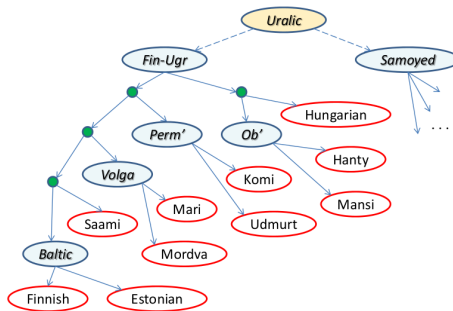 Uralic
Fin-Ugr
Samoyed
Hungarian
. . .
Perm'
Ob'
Hanty
Volga
Komi
Mansi
Mari
Saami
Udmurt
Mordva
Baltic
Finnish
Estonian